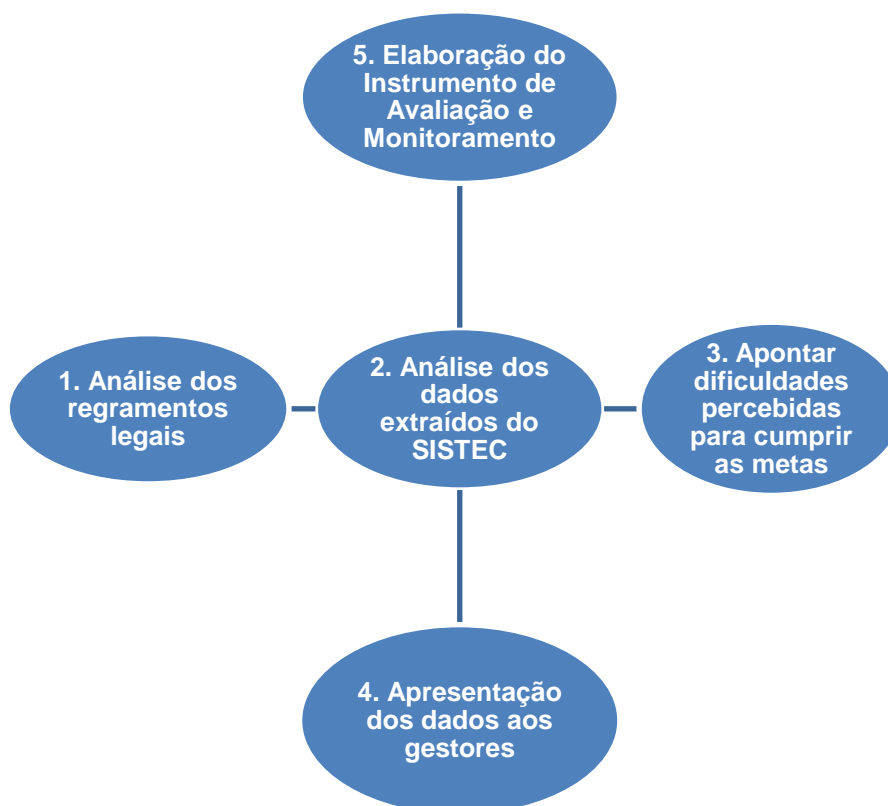 5. Elaboração do
Instrumento de
Avaliação e
Monitoramento
1. Análise dos
regramentos
legais
2. Análise dos
dados
extraídos do
SISTEC
3. Apontar
dificuldades
percebidas
para cumprir
as metas
4. Apresentação
dos dados aos
gestores